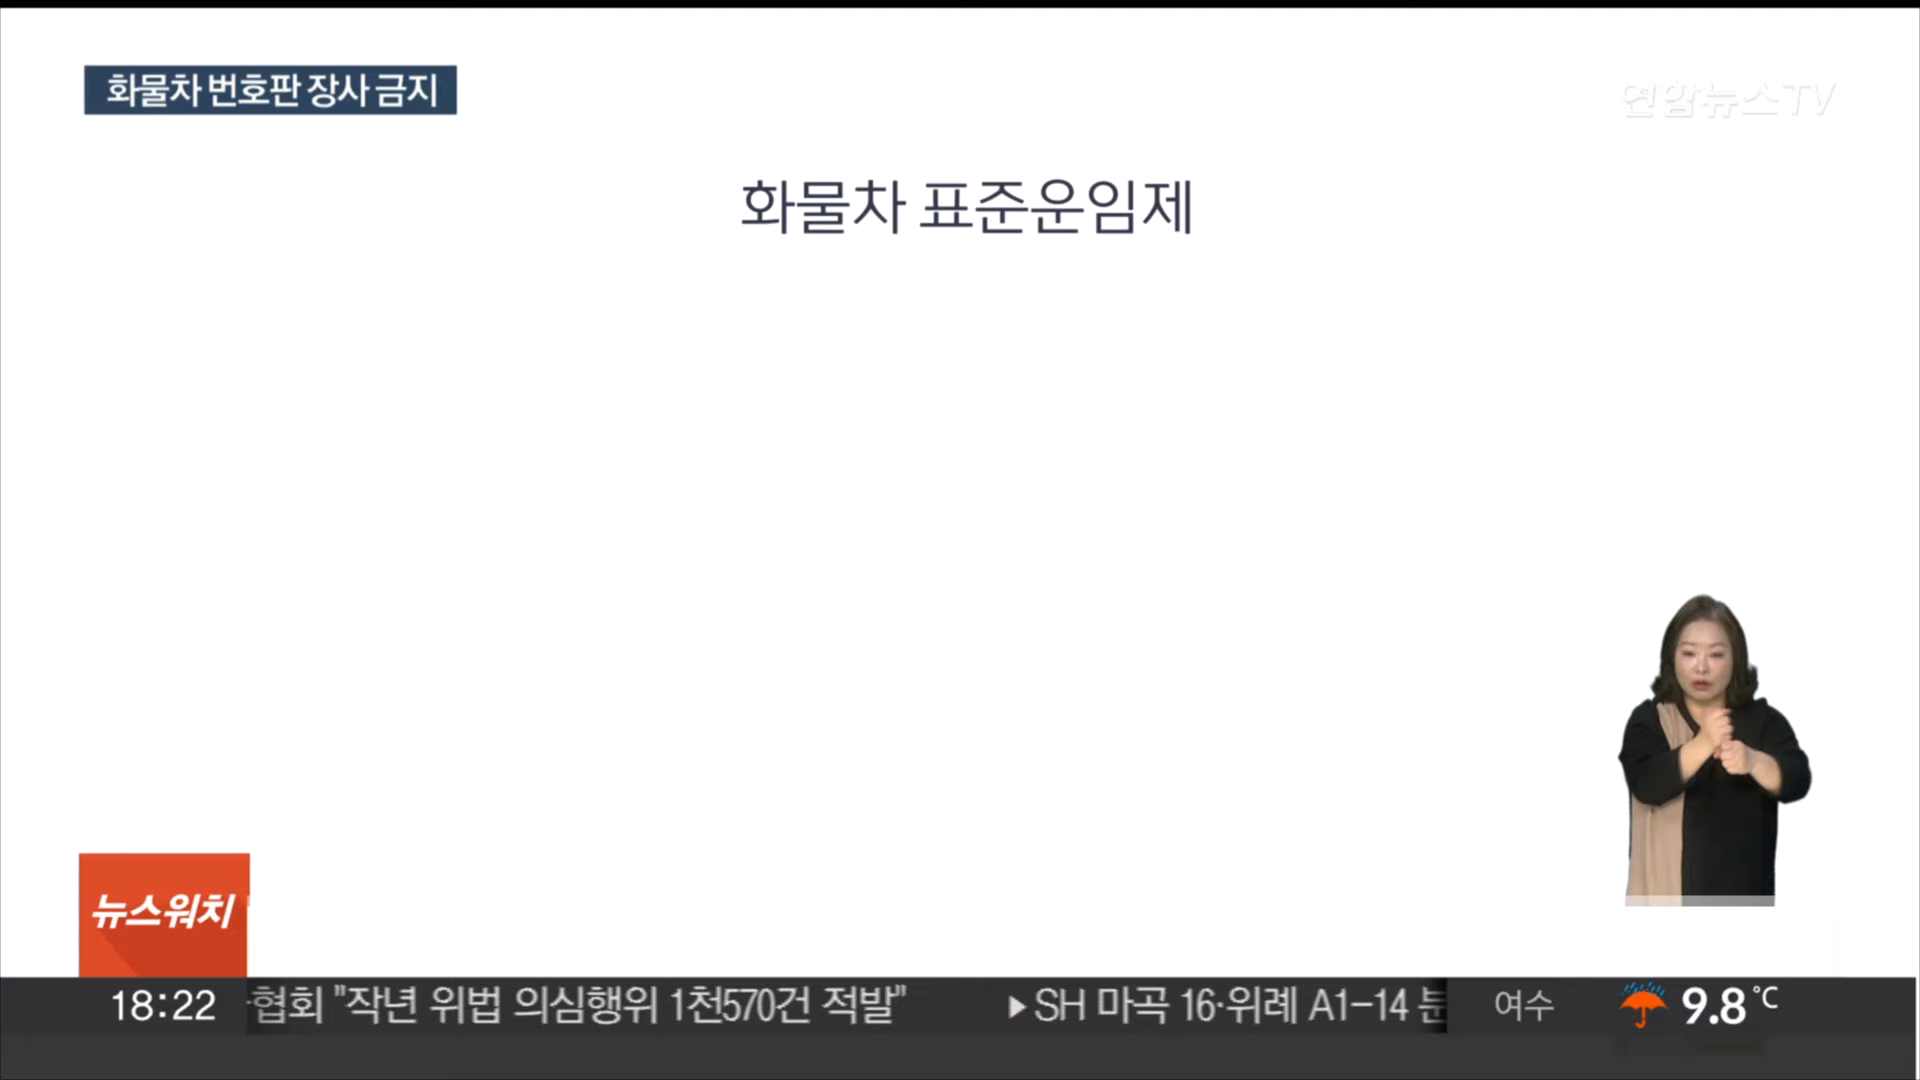 화물차 번호판 장사 금지
연합뉴스TV
화물차 표준운임제
뉴스워치
18:22
협회 "작년 위법 의심행위 1천570건 적발"
▶SH 마곡 16·위례 A1-14
여수
9.8℃